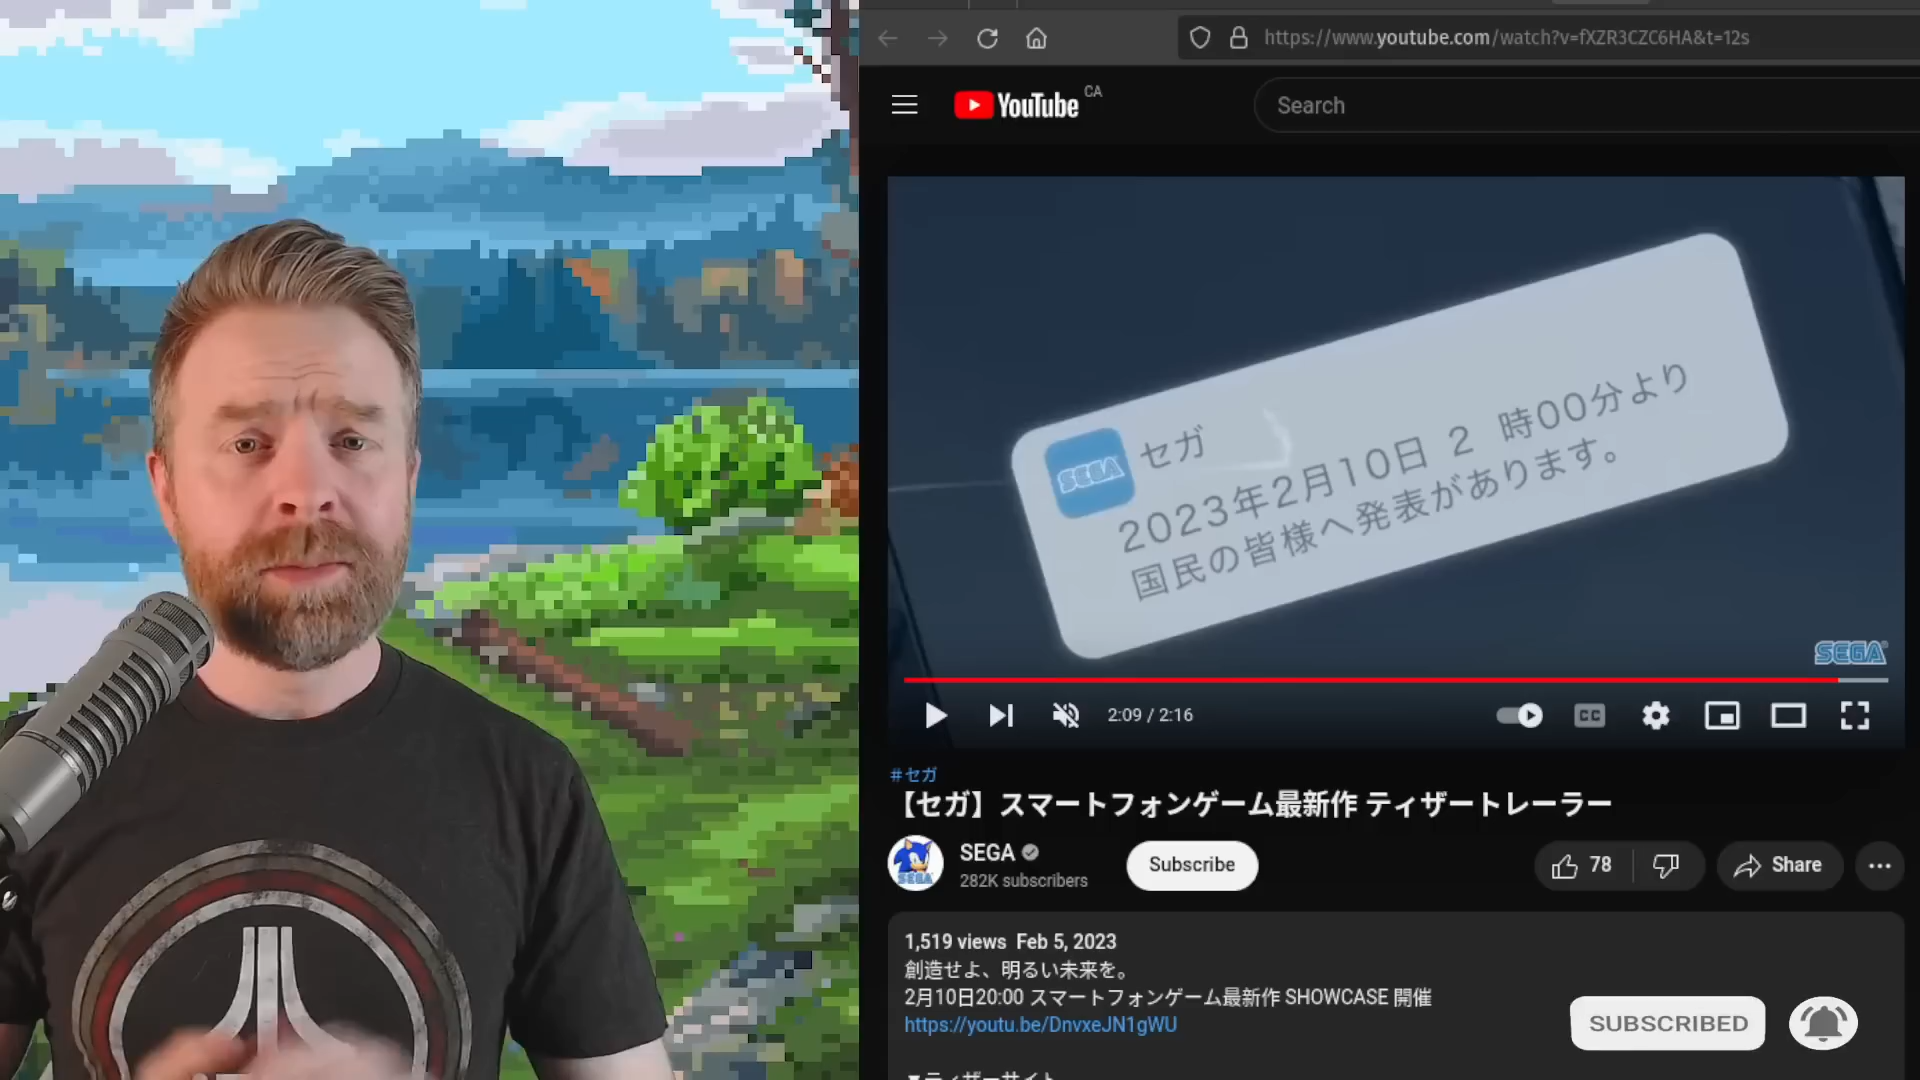 https://www.youtube.com/watch?v=fXZR3CZC6HA&t=12s
YouTube CA
Search
SEGA
セガ
2023年2月10日 2 時00分より
国民の皆様へ発表があります。
SEGA
2:09 / 2:16
CC
#セガ
【セガ】スマートフォンゲーム最新作 ティザートレーラー
SEGA
SEGA
282K subscribers
Subscribe
78
Share
1,519 views Feb 5, 2023
創造せよ、明るい未来を。
2月10日20:00 スマートフォンゲーム最新作 SHOWCASE 開催
https://youtu.be/DnvxeJN1gWU
SUBSCRIBED